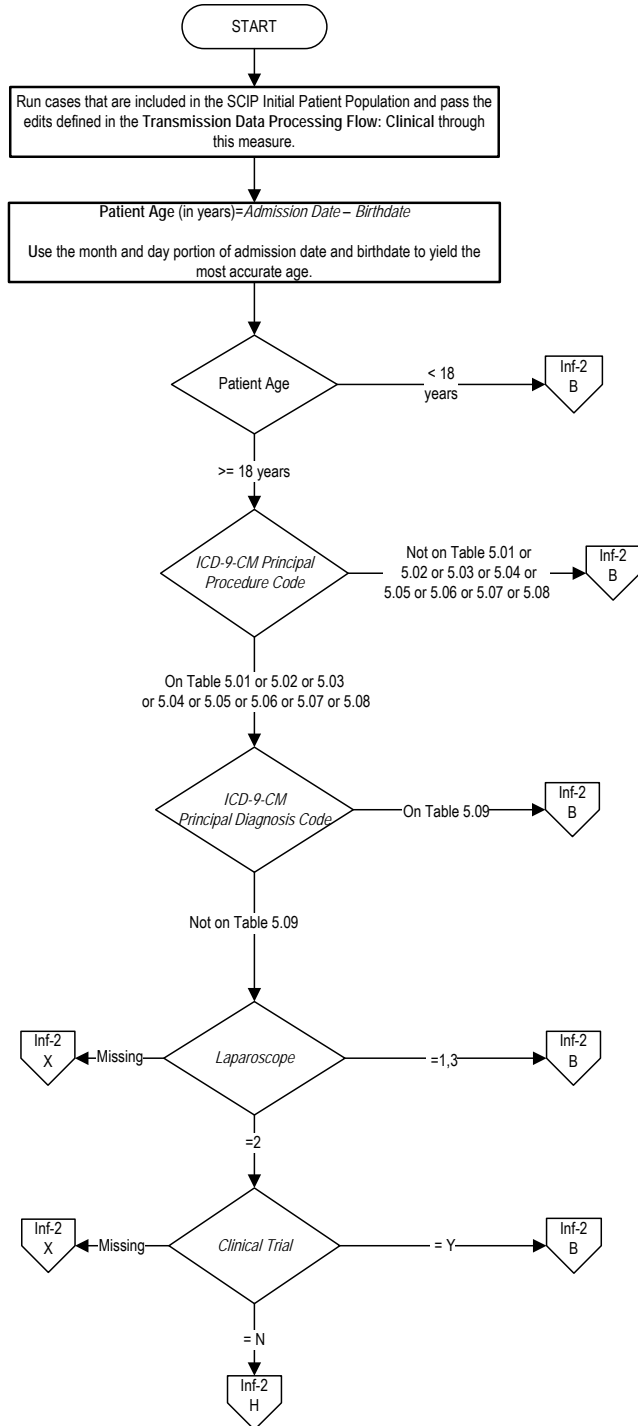 START
Run cases that are included in the SCIP Initial Patient Population and pass the
edits defined in the Transmission Data Processing Flow: Clinical through
this measure.
Patient Age (in years)=Admission Date – Birthdate
Use the month and day portion of admission date and birthdate to yield the
most accurate age.
Patient Age
< 18
years
Inf-2
B
>= 18 years
ICD-9-CM Principal
Procedure Code
Not on Table 5.01 or
5.02 or 5.03 or 5.04 or
5.05 or 5.06 or 5.07 or 5.08
Inf-2
B
On Table 5.01 or 5.02 or 5.03
or 5.04 or 5.05 or 5.06 or 5.07 or 5.08
ICD-9-CM
Principal Diagnosis Code
On Table 5.09
Inf-2
B
Not on Table 5.09
Inf-2
X
Missing
Laparoscope
=1,3
Inf-2
B
=2
Inf-2
X
Missing
Clinical Trial
= Y
Inf-2
B
= N
Inf-2
H